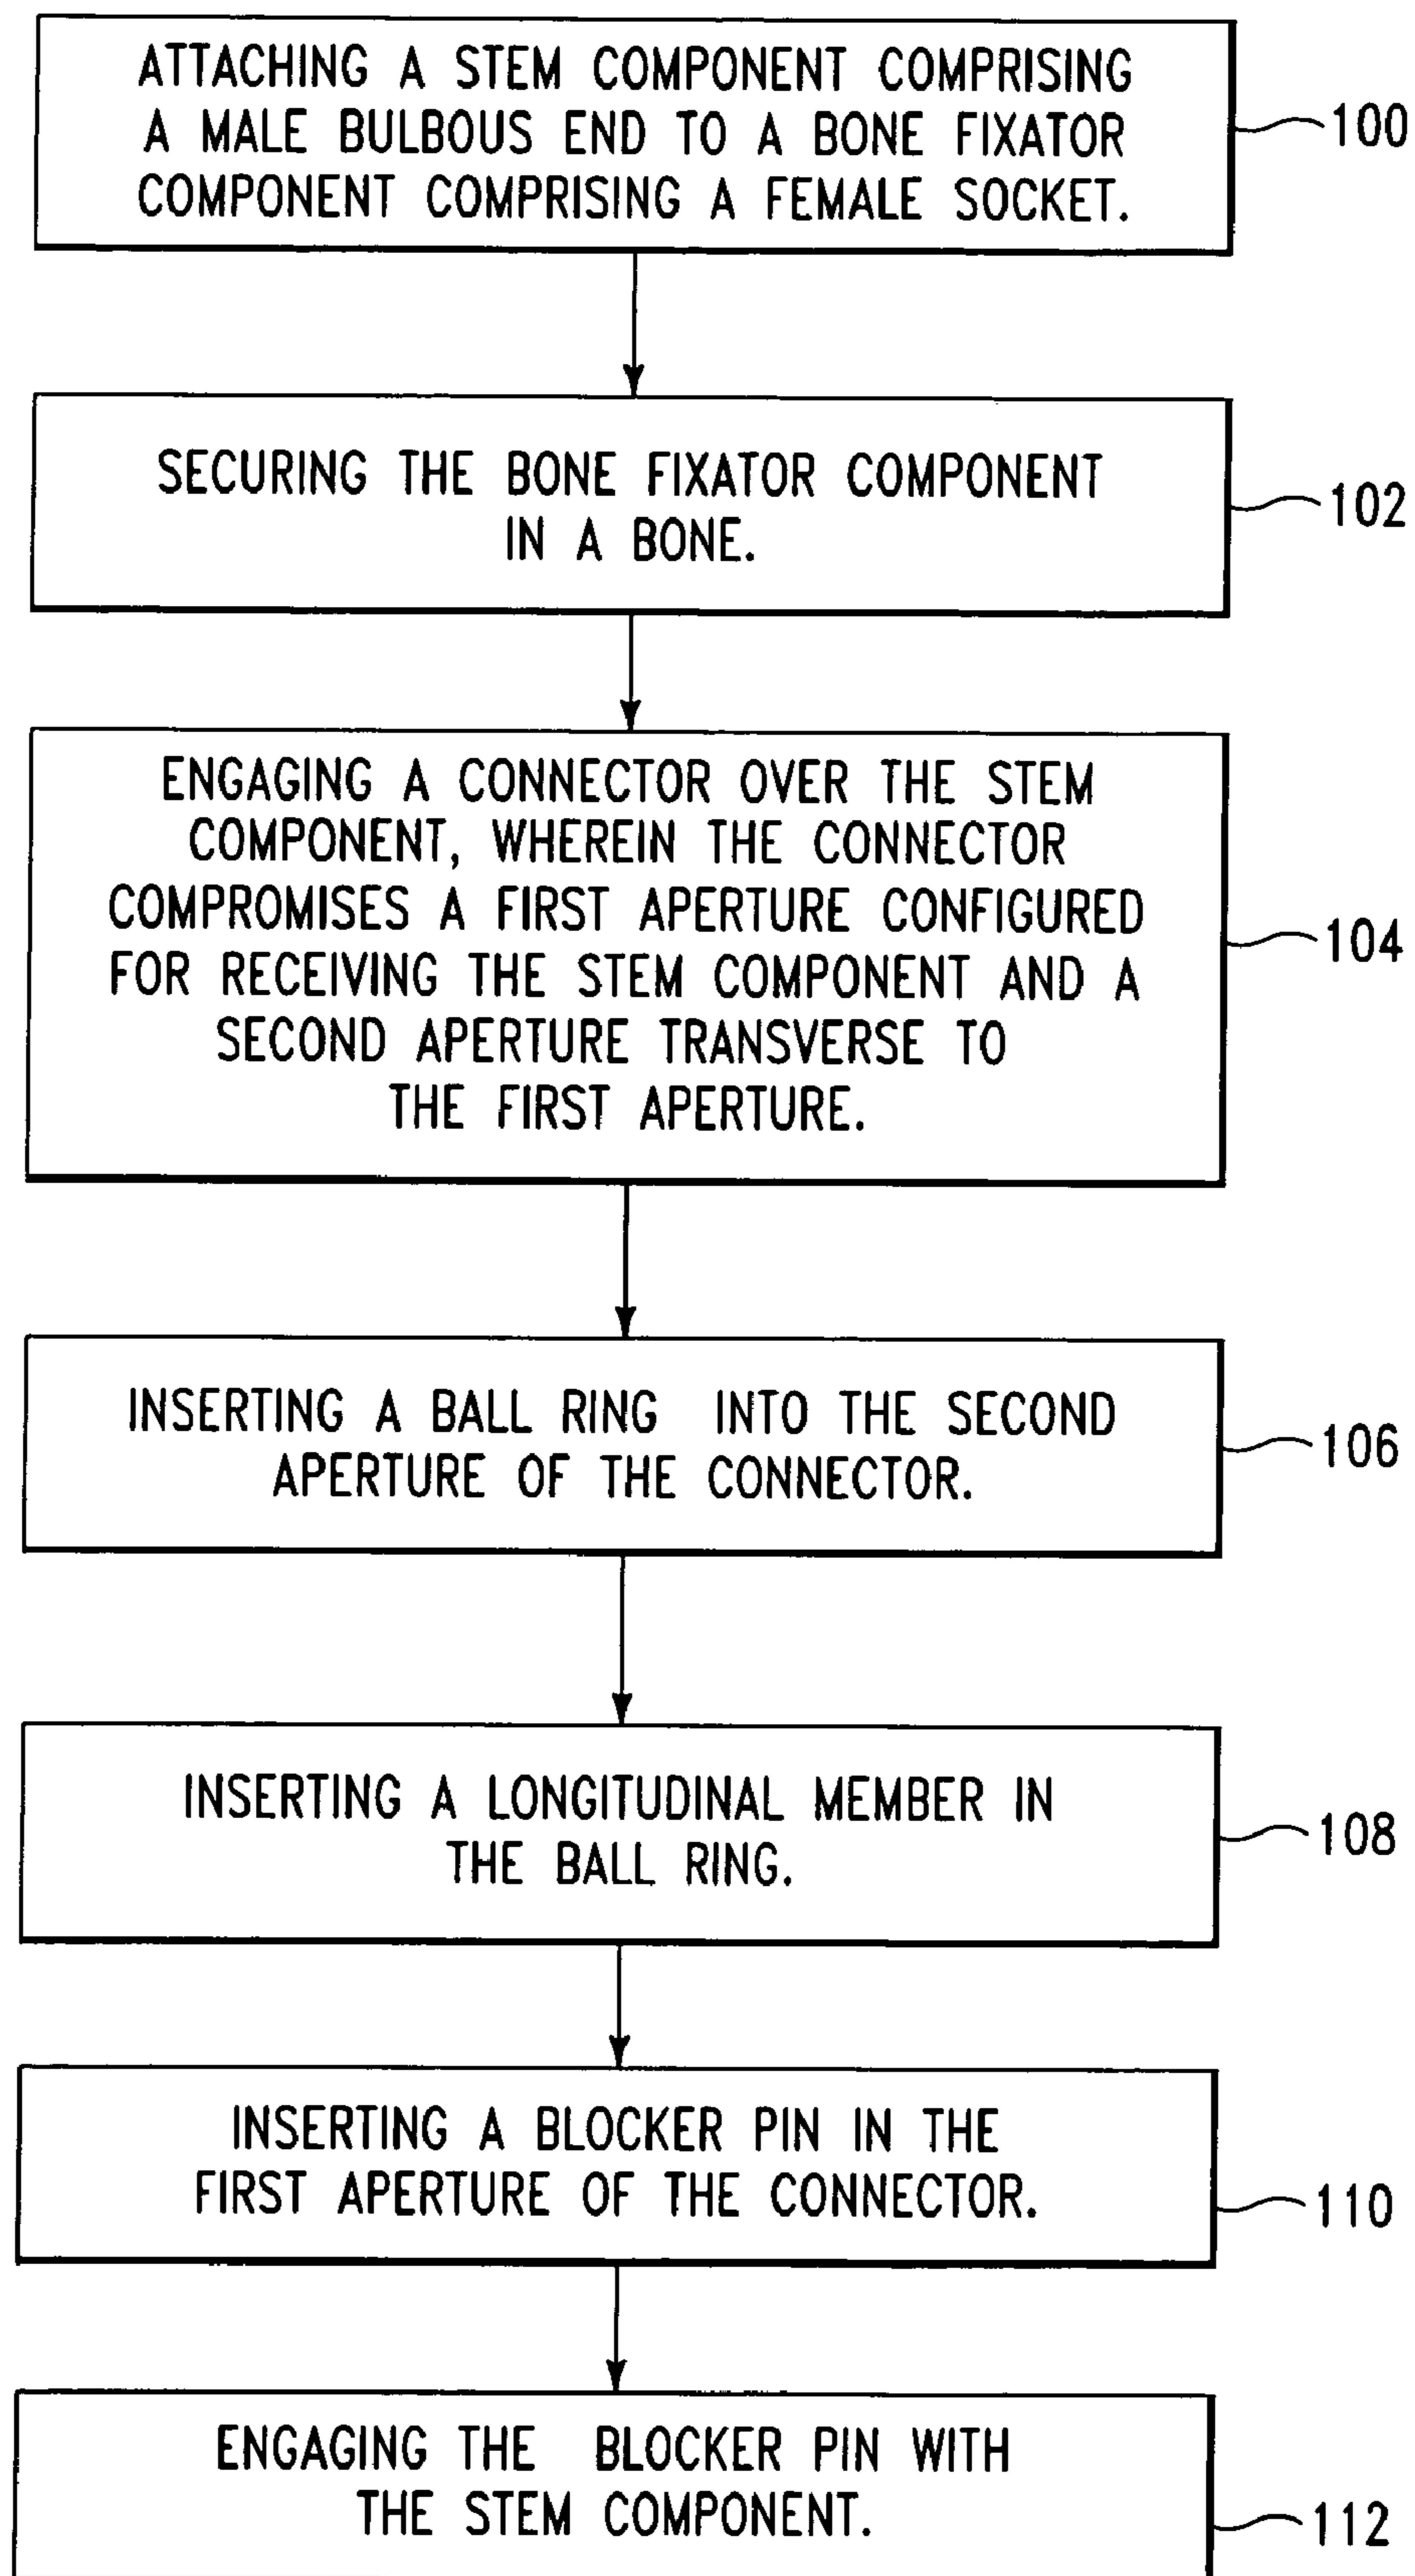 ATTACHING A STEM COMPONENT COMPRISING
A MALE BULBOUS END TO A BONE FIXATOR
COMPONENT COMPRISING A FEMALE SOCKET.
100
SECURING THE BONE FIXATOR COMPONENT
IN A BONE.
102
ENGAGING A CONNECTOR OVER THE STEM
COMPONENT, WHEREIN THE CONNECTOR
COMPROMISES A FIRST APERTURE CONFIGURED
FOR RECEIVING THE STEM COMPONENT AND A
SECOND APERTURE TRANSVERSE TO
THE FIRST APERTURE.
104
INSERTING A BALL RING INTO THE SECOND
APERTURE OF THE CONNECTOR.
106
INSERTING A LONGITUDINAL MEMBER IN
THE BALL RING.
108
INSERTING A BLOCKER PIN IN THE
FIRST APERTURE OF THE CONNECTOR.
110
ENGAGING THE BLOCKER PIN WITH
THE STEM COMPONENT.
112